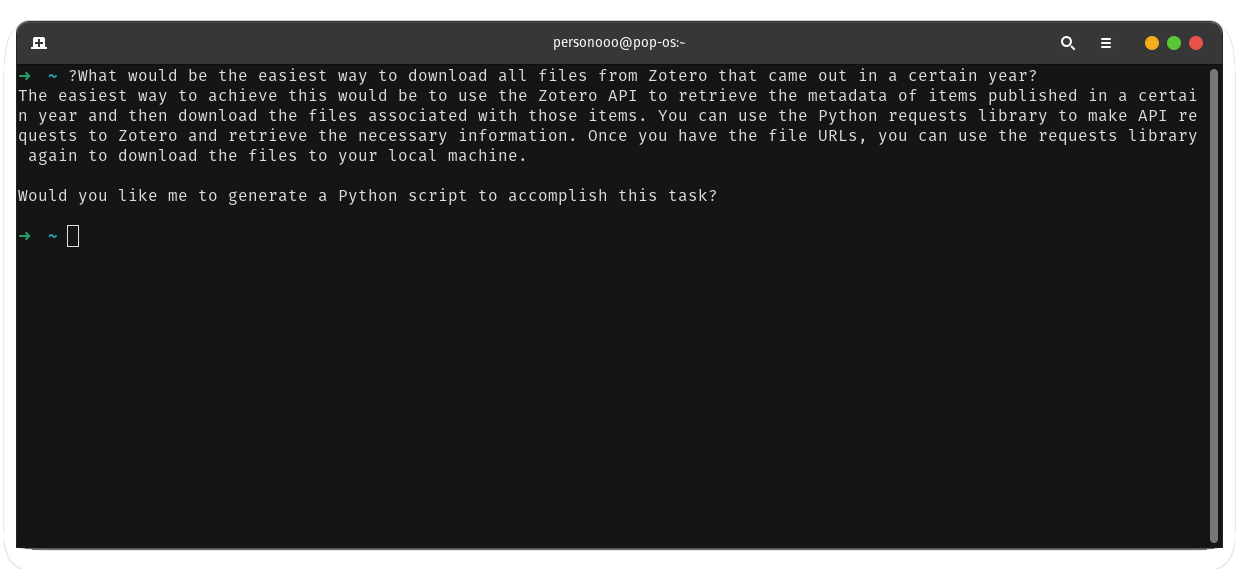 personooo@pop-os:~
➜ ~ ?What would be the easiest way to download all files from Zotero that came out in a certain year?
The easiest way to achieve this would be to use the Zotero API to retrieve the metadata of items published in a certai
n year and then download the files associated with those items. You can use the Python requests library to make API re
quests to Zotero and retrieve the necessary information. Once you have the file URLs, you can use the requests library
 again to download the files to your local machine.
Would you like me to generate a Python script to accomplish this task?
➜ ~